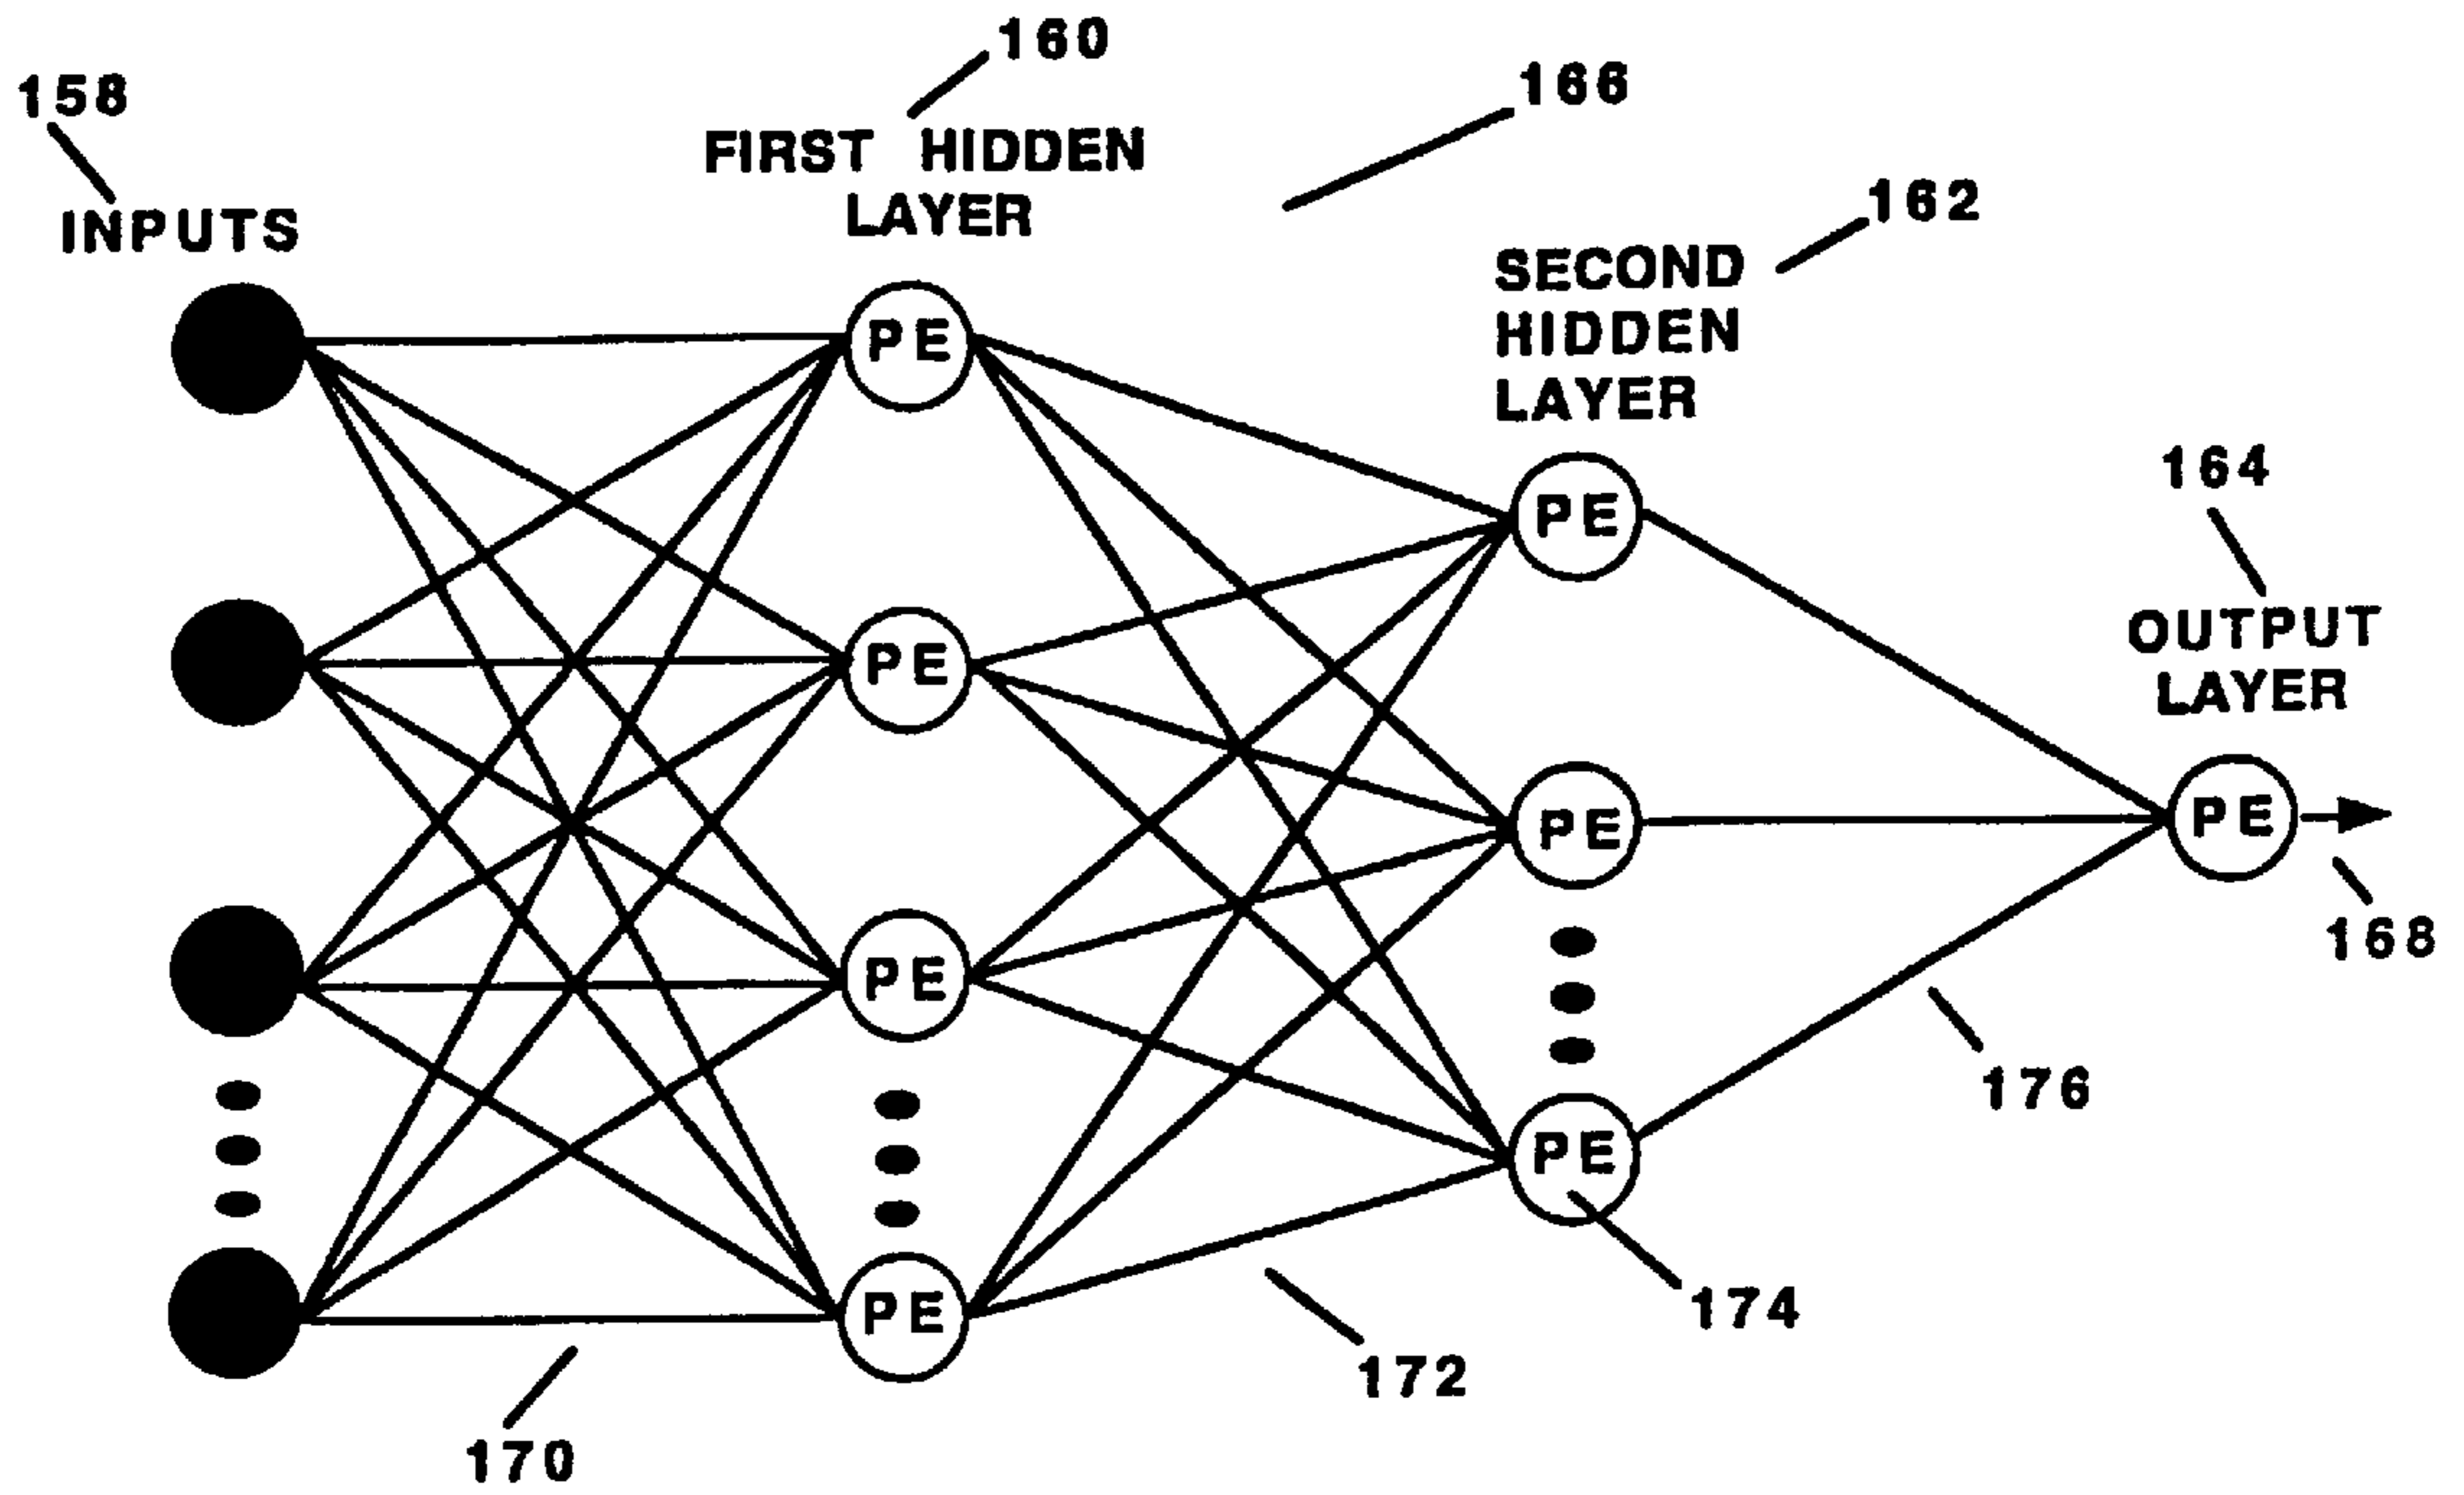 160
166
158
FIRST HIDDEN
LAYER
162
INPUTS
SECOND
HIDDEN
LAYER
PE
164
PE
OUTPUT
LAYER
PE
PE
PE
168
PE
176
PE
174
PE
172
170